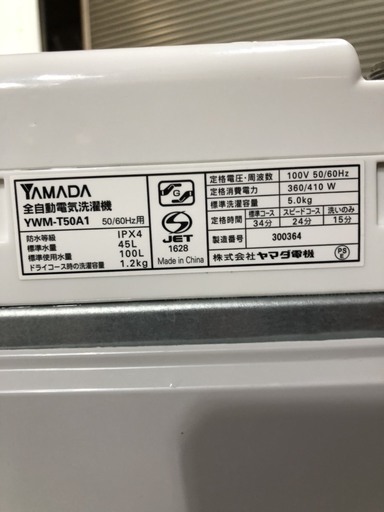 YAMADA
全自動電気洗濯機
YWM-T50A1 50/60Hz用
防水等級 IPX4
標準水量 45L
標準使用水量 100L
ドライコース時の洗濯容量 1.2kg
G
S
JET
1628
Made in China
定格電圧・周波数 100V 50/60Hz
定格消費電力 360/410 W
標準洗濯容量 5.0kg
定格時間 標準コース スピードコース 洗いのみ
34分 24分 15分
製造番号 300364
株式会社 ヤマダ電機
PS
E